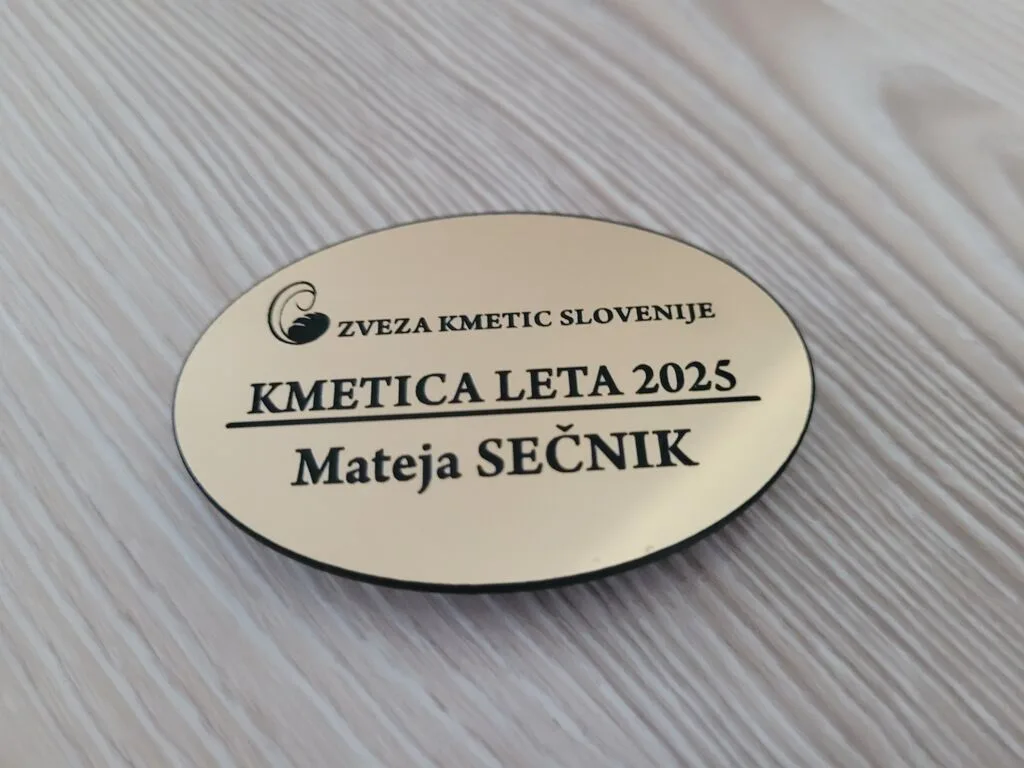 ZVEZA KMETIC SLOVENIJE
KMETICA LETA 2025
Mateja SEČNIK